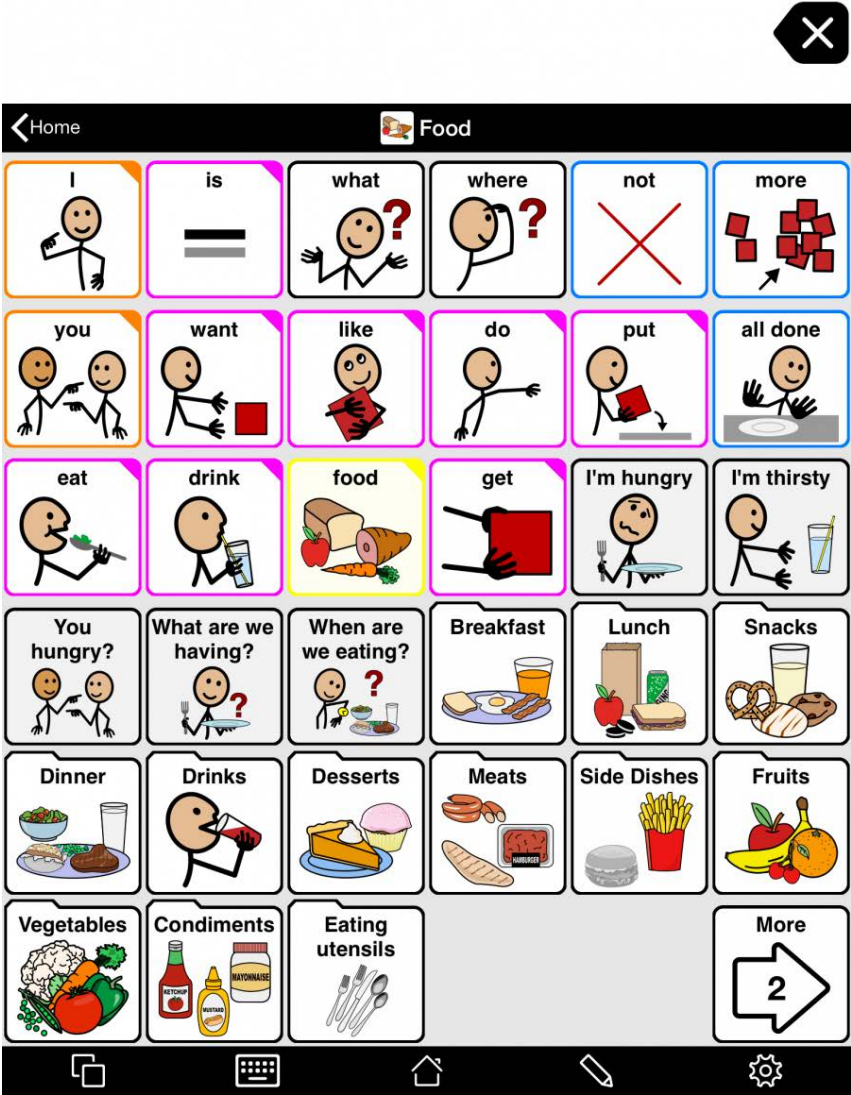 Home
Food
I
is
what
where
not
more
you
want
like
do
put
all done
eat
drink
food
get
I'm hungry
I'm thirsty
You
hungry?
What are we
having?
When are
we eating?
Breakfast
Lunch
Snacks
Dinner
Drinks
Desserts
Meats
HAMBURGER
Side Dishes
Fruits
Vegetables
Condiments
KETCHUP
MUSTARD
MAYONNAISE
Eating
utensils
More
2